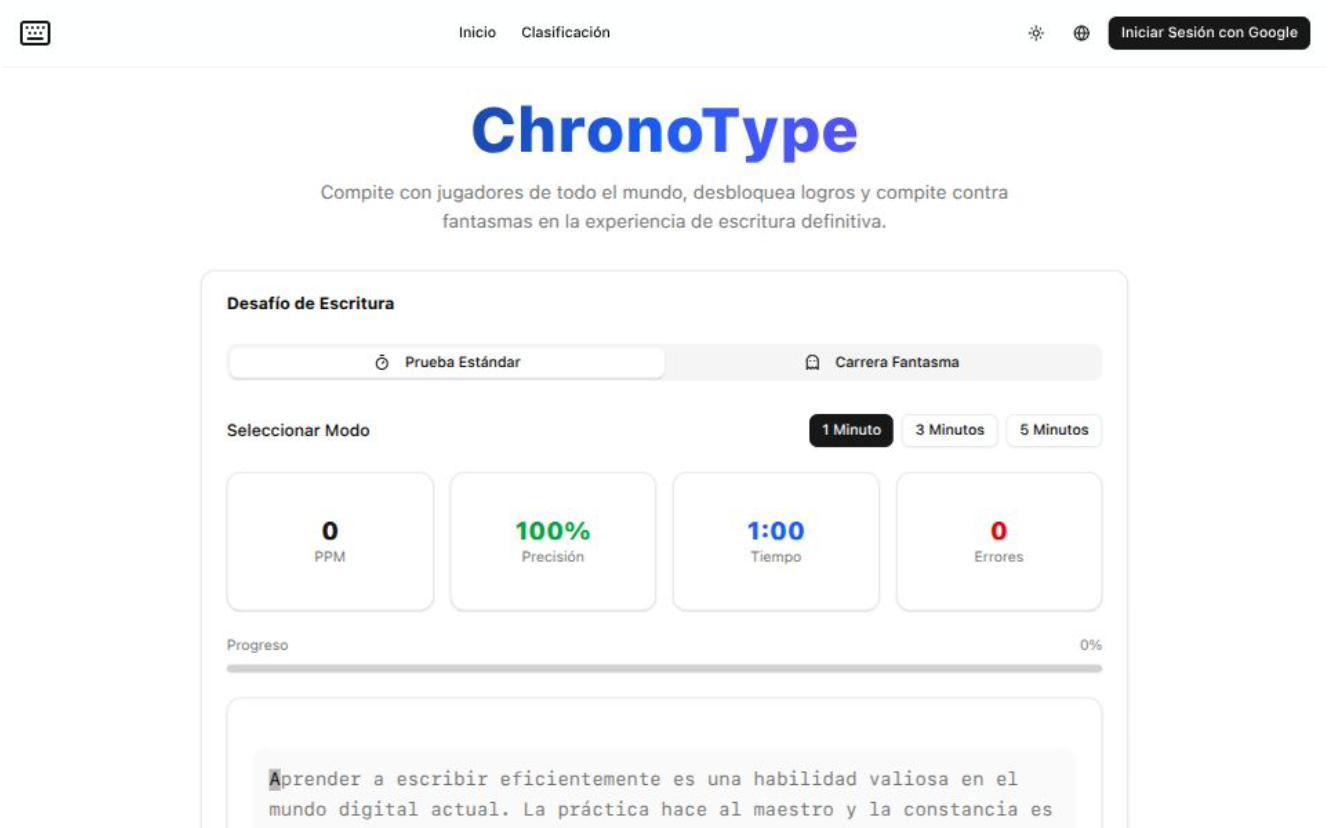 Inicio Clasificación Iniciar Sesión con Google
ChronoType
Compite con jugadores de todo el mundo, desbloquea logros y compite contra
fantasmas en la experiencia de escritura definitiva.
Desafío de Escritura
Prueba Estándar Carrera Fantasma
Seleccionar Modo 1 Minuto 3 Minutos 5 Minutos
0 100% 1:00 0
PPM Precisión Tiempo Errores
Progreso 0%
Aprender a escribir eficientemente es una habilidad valiosa en el
mundo digital actual. La práctica hace al maestro y la constancia es